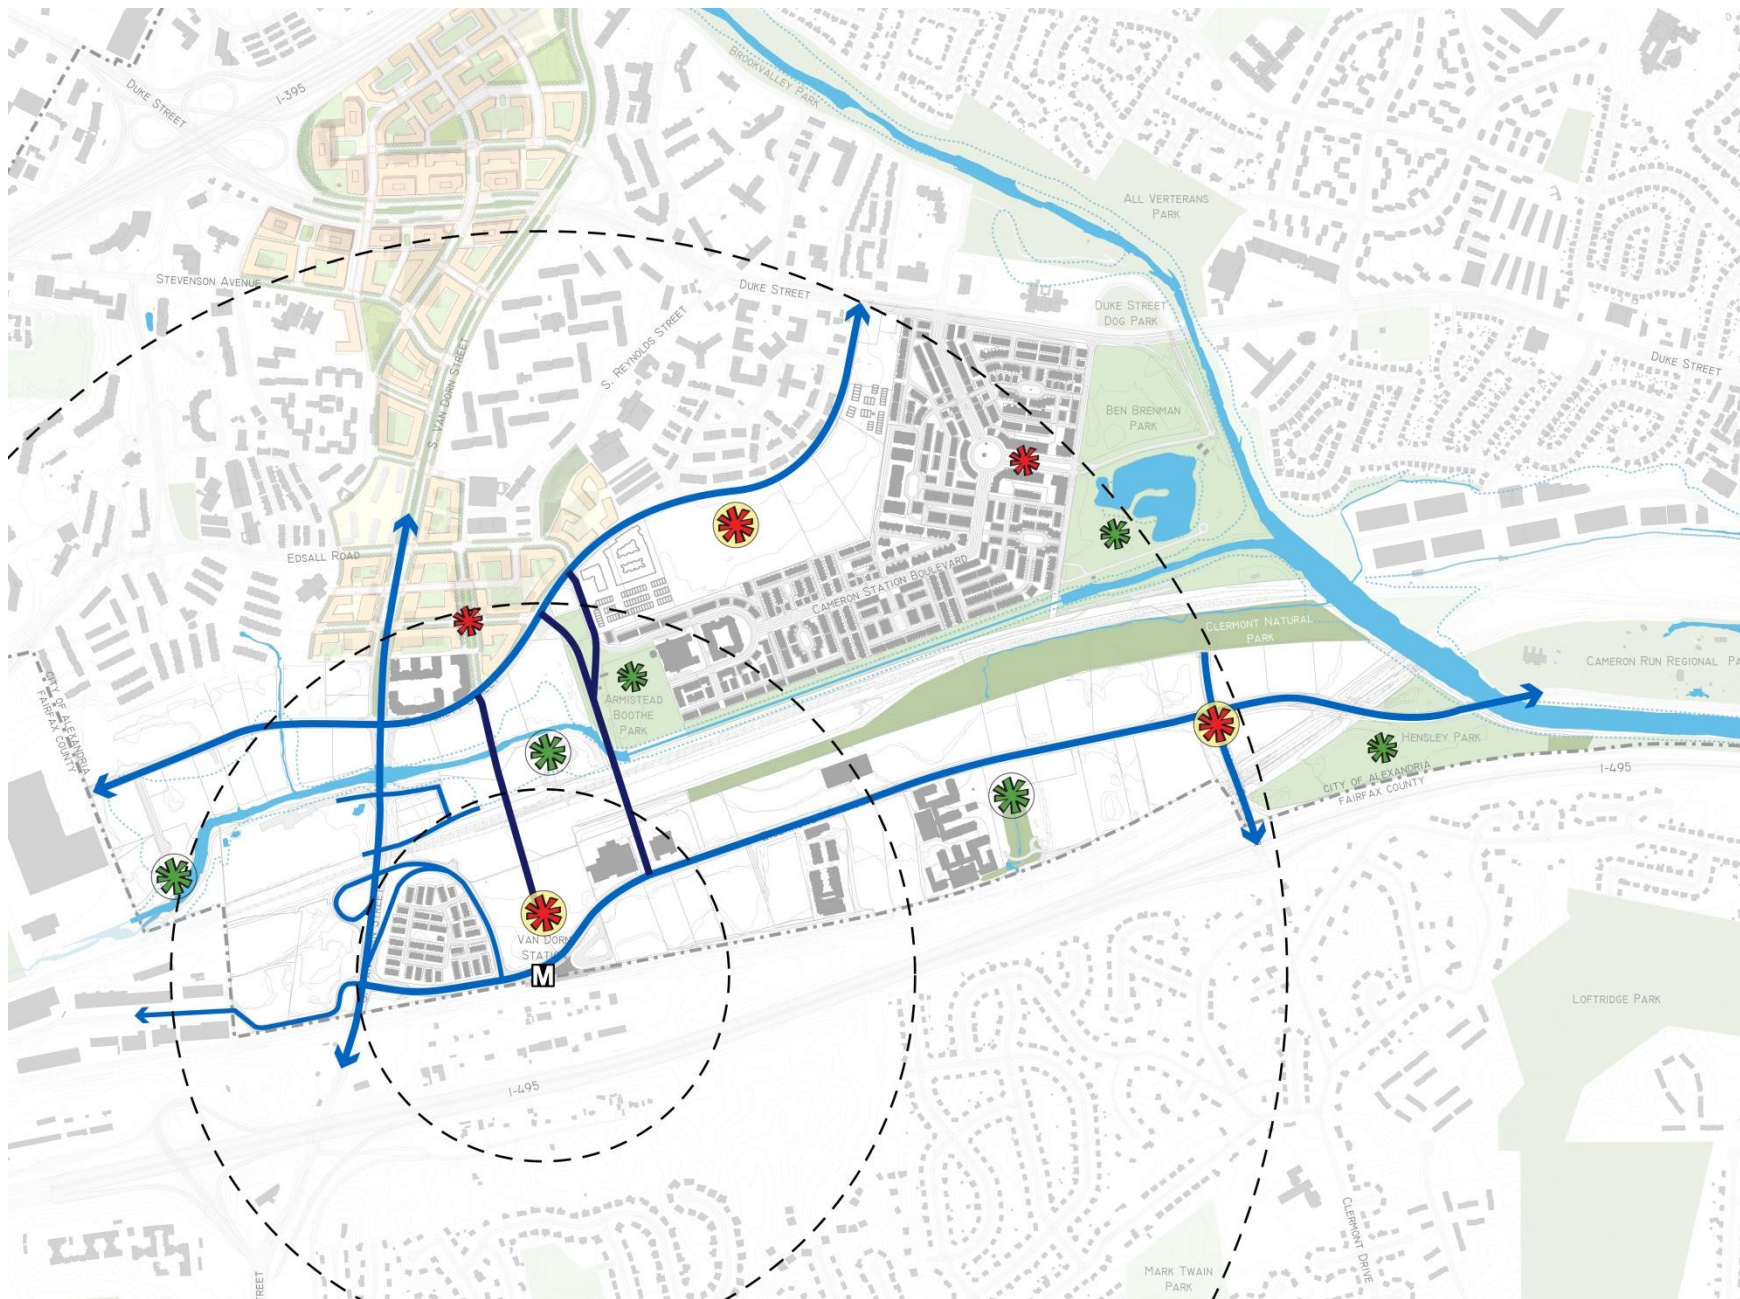 BROOKVALLEY PARK
DUKE STREET
I-395
ALL VERTERANS
PARK
STEVENSON AVENUE
DUKE STREET
DUKE STREET
DOG PARK
S. REYNOLDS STREET
S. VAN DORN STREET
DUKE STREET
BEN BRENMAN
PARK
EDSALL ROAD
CAMERON STATION BOULEVARD
CLERMONT NATURAL
PARK
CAMERON RUN REGIONAL PA
CITY OF ALEXANDRIA
FAIRFAX COUNTY
ARMISTEAD
BOOTHE
PARK
HENSLEY PARK
CITY OF ALEXANDRIA
FAIRFAX COUNTY
I-495
VAN DORN
STATION
M
STREET
LOFTRIDGE PARK
I-495
CLERMONT DRIVE
MARK TWAIN
PARK
STREET